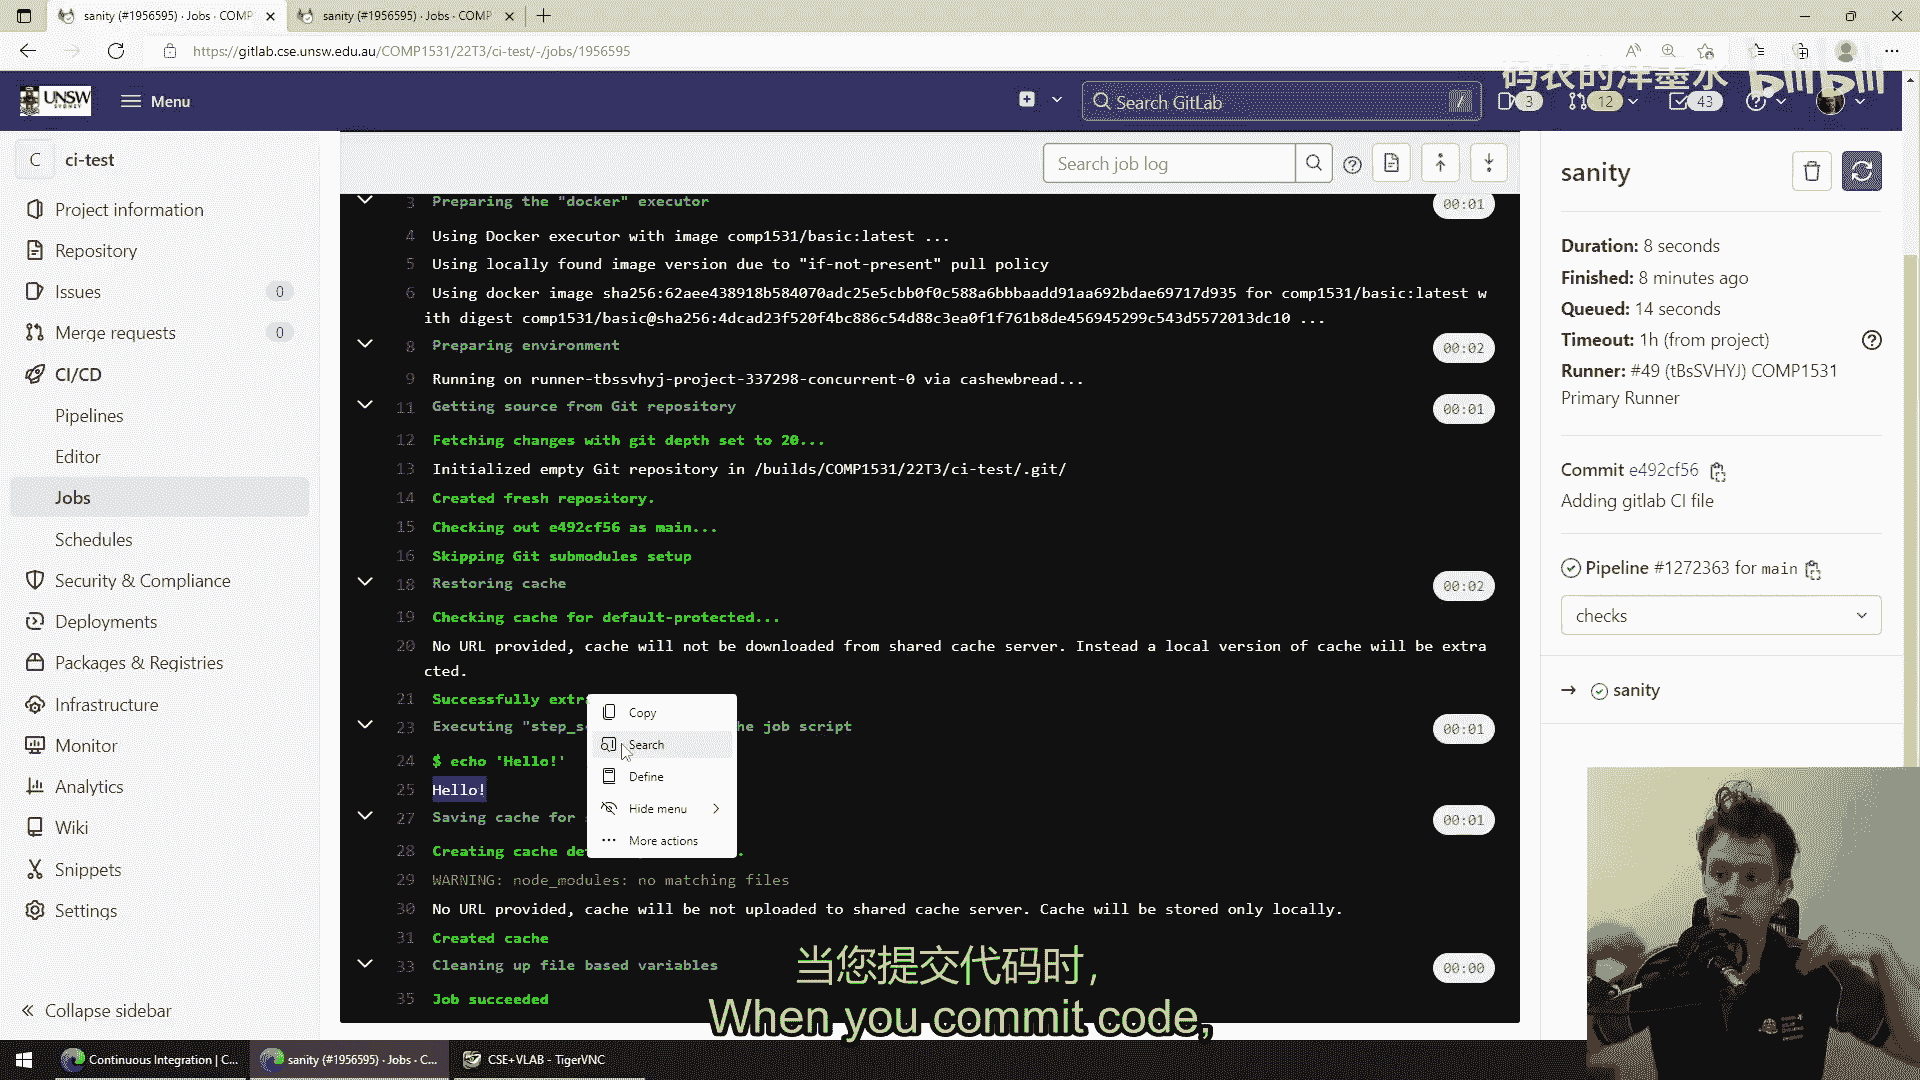 sanity (#1956595) · Jobs · COMP
sanity (#1956595) · Jobs · COMP
https://gitlab.cse.unsw.edu.au/COMP1531/22T3/ci-test/-/jobs/1956595
码农的洋墨水 bilibili
UNSW
SYDNEY
Menu
Search GitLab
3
12
43
C ci-test
Project information
Repository
Issues 0
Merge requests 0
CI/CD
Pipelines
Editor
Jobs
Schedules
Security & Compliance
Deployments
Packages & Registries
Infrastructure
Monitor
Analytics
Wiki
Snippets
Settings
Collapse sidebar
Search job log
3 Preparing the "docker" executor 00:01
4 Using Docker executor with image comp1531/basic:latest ...
5 Using locally found image version due to "if-not-present" pull policy
6 Using docker image sha256:62aee438918b584070adc25e5cbb0f0c588a6bbbaadd91aa692bdae69717d935 for comp1531/basic:latest w
ith digest comp1531/basic@sha256:4dcad23f520f4bc886c54d88c3ea0f1f761b8de456945299c543d5572013dc10 ...
8 Preparing environment 00:02
9 Running on runner-tbssvhyj-project-337298-concurrent-0 via cashewbread...
11 Getting source from Git repository 00:01
12 Fetching changes with git depth set to 20...
13 Initialized empty Git repository in /builds/COMP1531/22T3/ci-test/.git/
14 Created fresh repository.
15 Checking out e492cf56 as main...
16 Skipping Git submodules setup
18 Restoring cache 00:02
19 Checking cache for default-protected...
20 No URL provided, cache will not be downloaded from shared cache server. Instead a local version of cache will be extra
cted.
21 Successfully extr
23 Executing "step_s he job script 00:01
24 $ echo 'Hello!'
25 Hello!
27 Saving cache for 00:01
28 Creating cache de .
29 WARNING: node_modules: no matching files
30 No URL provided, cache will be not uploaded to shared cache server. Cache will be stored only locally.
31 Created cache
33 Cleaning up file based variables 00:00
35 Job succeeded
Copy
Search
Define
Hide menu
More actions
sanity
Duration: 8 seconds
Finished: 8 minutes ago
Queued: 14 seconds
Timeout: 1h (from project)
Runner: #49 (tBsSVHYJ) COMP1531
Primary Runner
Commit e492cf56
Adding gitlab CI file
Pipeline #1272363 for main
checks
sanity
当您提交代码时，
When you commit code,
Continuous Integration | C...
sanity (#1956595) · Jobs · C...
CSE+VLAB - TigerVNC